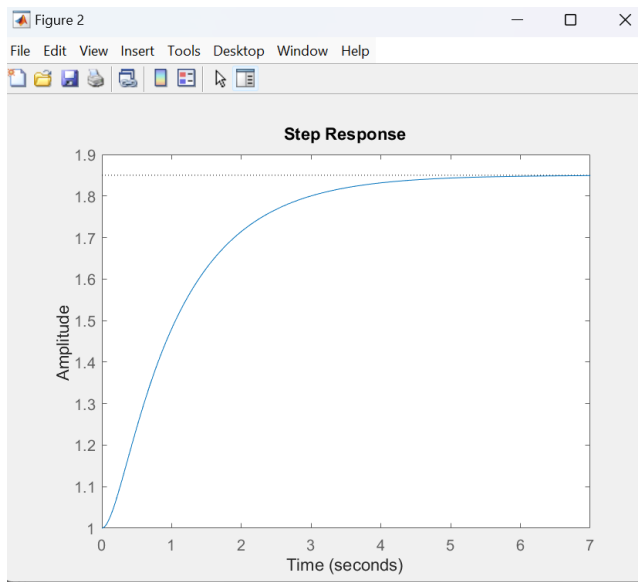 Figure 2
File Edit View Insert Tools Desktop Window Help
Step Response
1.9
1.8
1.7
1.6
1.5
1.4
1.3
1.2
1.1
1
Amplitude
0 1 2 3 4 5 6 7
Time (seconds)